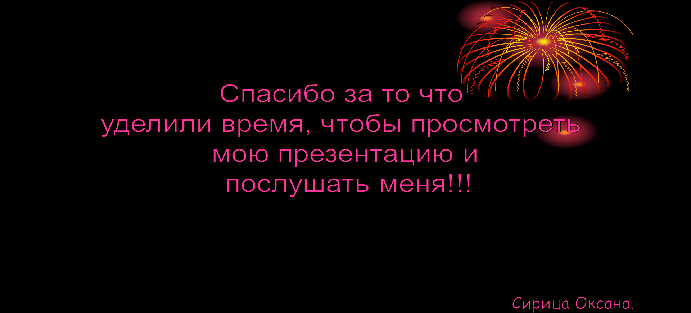 Спасибо за то что
уделили время, чтобы просмотреть
мою презентацию и
послушать меня!!!
Сирица Оксана.